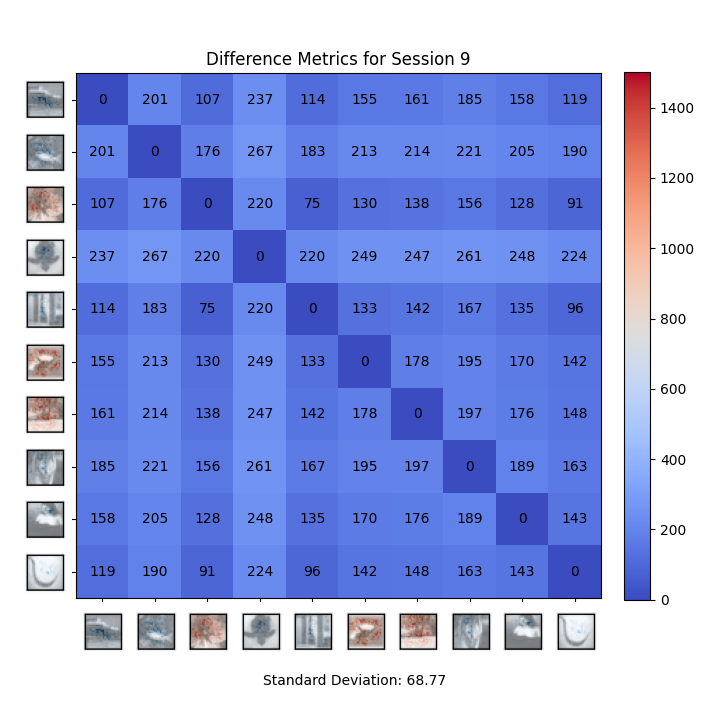 Difference Metrics for Session 9
0 201 107 237 114 155 161 185 158 119
201 0 176 267 183 213 214 221 205 190
107 176 0 220 75 130 138 156 128 91
237 267 220 0 220 249 247 261 248 224
114 183 75 220 0 133 142 167 135 96
155 213 130 249 133 0 178 195 170 142
161 214 138 247 142 178 0 197 176 148
185 221 156 261 167 195 197 0 189 163
158 205 128 248 135 170 176 189 0 143
119 190 91 224 96 142 148 163 143 0
1400
1200
1000
800
600
400
200
0
Standard Deviation: 68.77